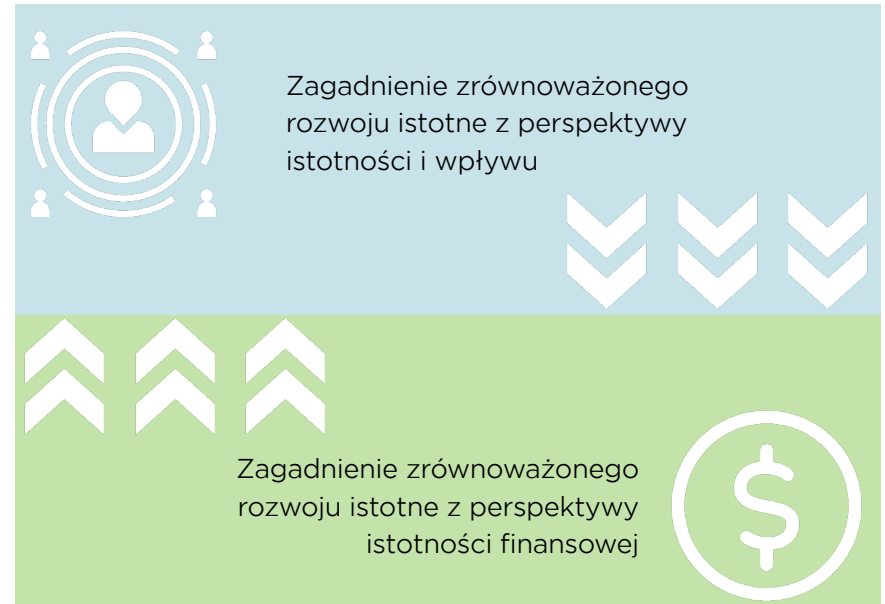 Zagadnienie zrównoważonego
rozwoju istotne z perspektywy
istotności i wpływu
Zagadnienie zrównoważonego
rozwoju istotne z perspektywy
istotności finansowej